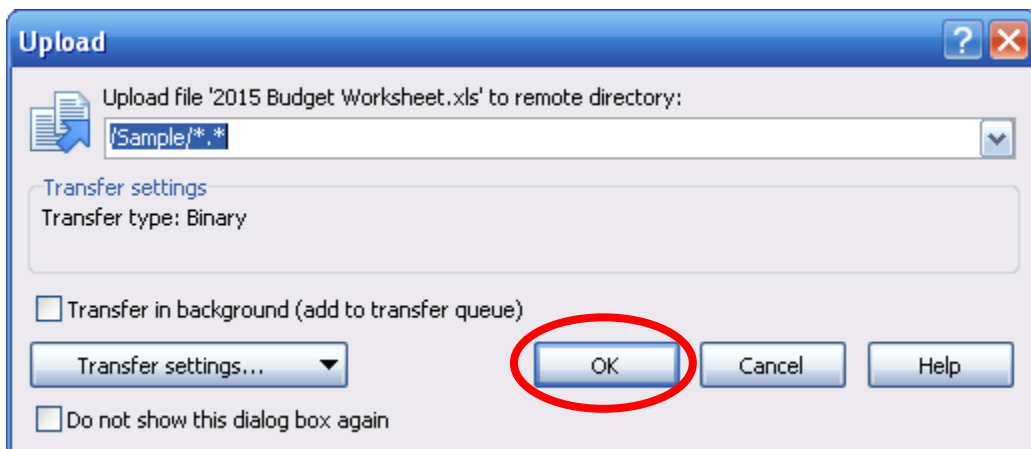 Upload
Upload file '2015 Budget Worksheet.xls' to remote directory:
/Sample/*.*
Transfer settings
Transfer type: Binary
Transfer in background (add to transfer queue)
Transfer settings... OK Cancel Help
Do not show this dialog box again